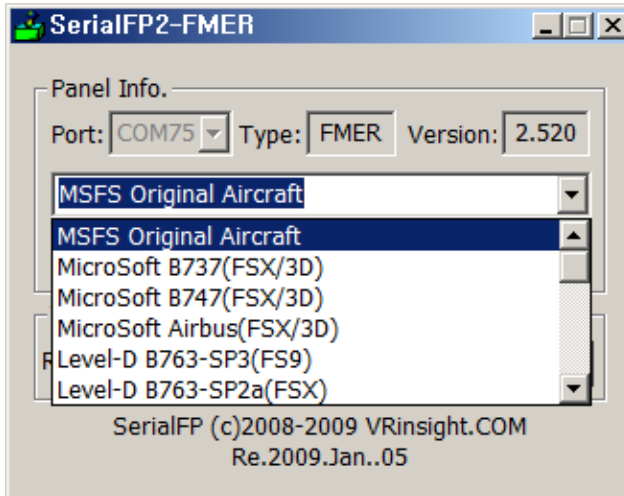 SerialFP2-FMER
Panel Info.
Port: COM75 Type: FMER Version: 2.520
MSFS Original Aircraft
MSFS Original Aircraft
MicroSoft B737(FSX/3D)
MicroSoft B747(FSX/3D)
MicroSoft Airbus(FSX/3D)
Level-D B763-SP3(FS9)
Level-D B763-SP2a(FSX)
SerialFP (c)2008-2009 VRinsight.COM
Re.2009.Jan..05